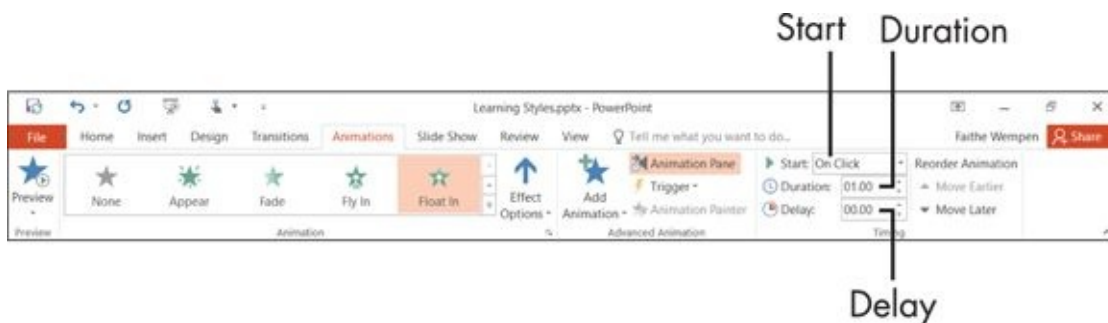 Start Duration
Learning Styles.pptx - PowerPoint
File Home Insert Design Transitions Animations Slide Show Review View Tell me what you want to do... Faithe Wempen Share
Animation Pane Start: On Click Reorder Animation
Preview None Appear Fade Fly In Float In Effect Options Add Animation Trigger Duration: 01.00 Move Earlier
Animation Painter Delay: 00.00 Move Later
Preview Animation Advanced Animation Timing
Delay